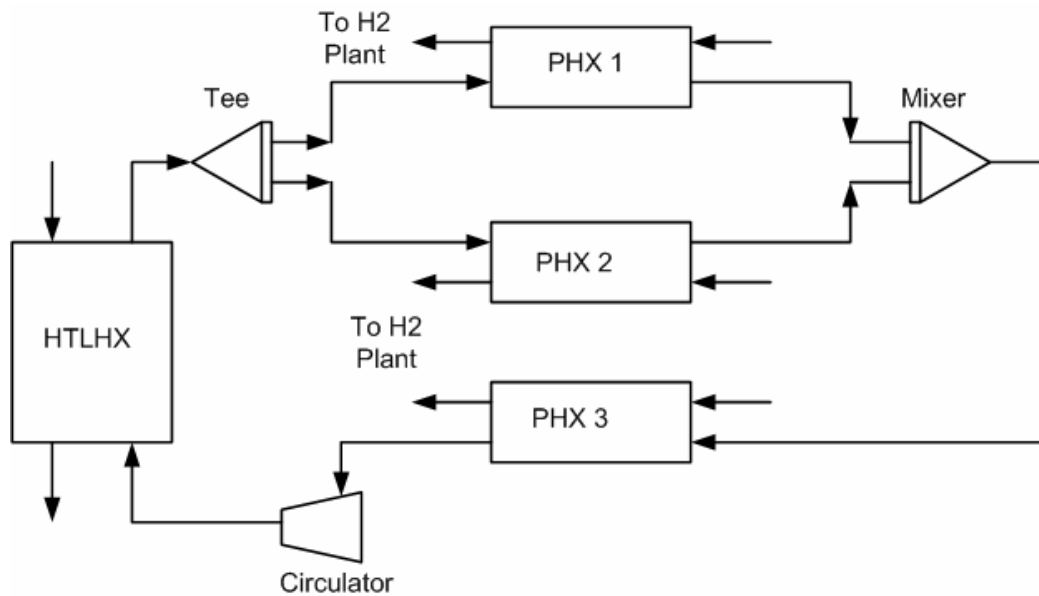 To H2
Plant
PHX 1
Tee
Mixer
PHX 2
HTLHX
To H2
Plant
PHX 3
Circulator